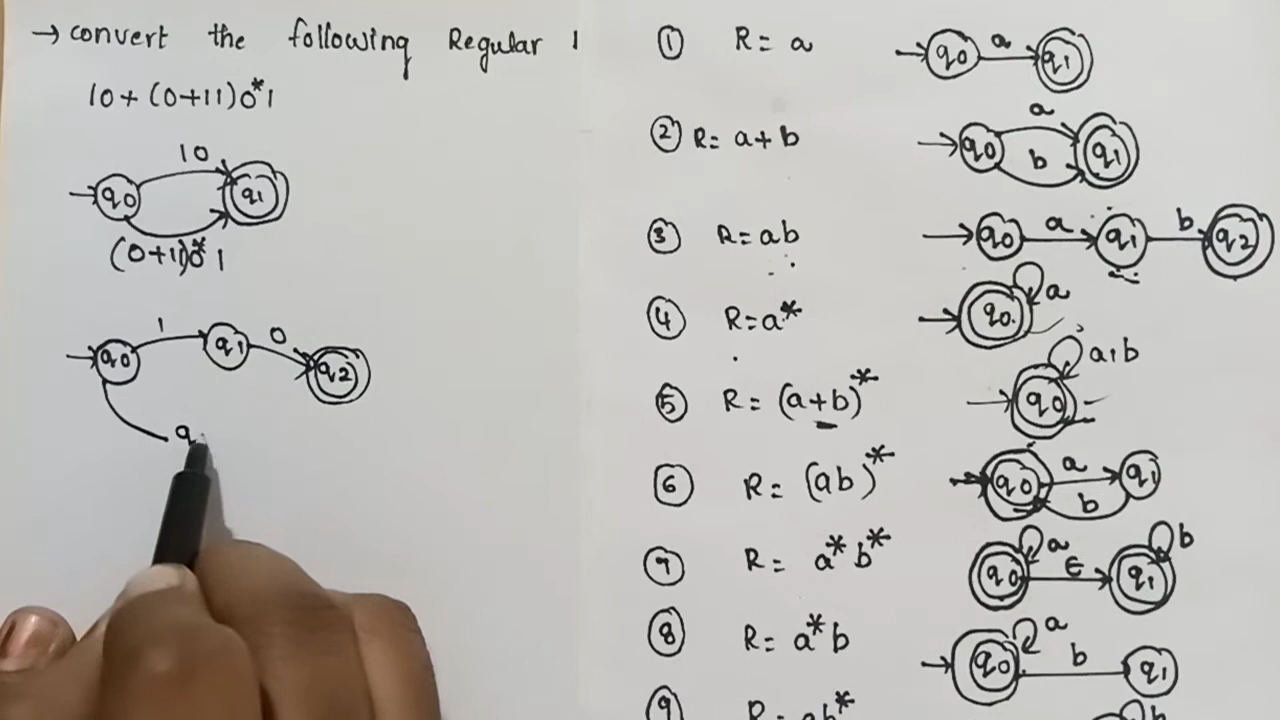 → convert the following Regular
10 + (0+11)0*1
10
q0 q1
(0+11)0*1
1 0
q0 q1 q2
q
① R = a
a
q0 q1
② R = a+b
a
q0 q1
b
③ R = ab
a b
q0 q1 q2
④ R = a*
q0 a
⑤ R = (a+b)*
a,b
q0
⑥ R = (ab)*
a
q0 q1
b
⑦ R = a* b*
a b
q0 ε q1
⑧ R = a* b
a
q0 b q1
⑨ R = ab*
b